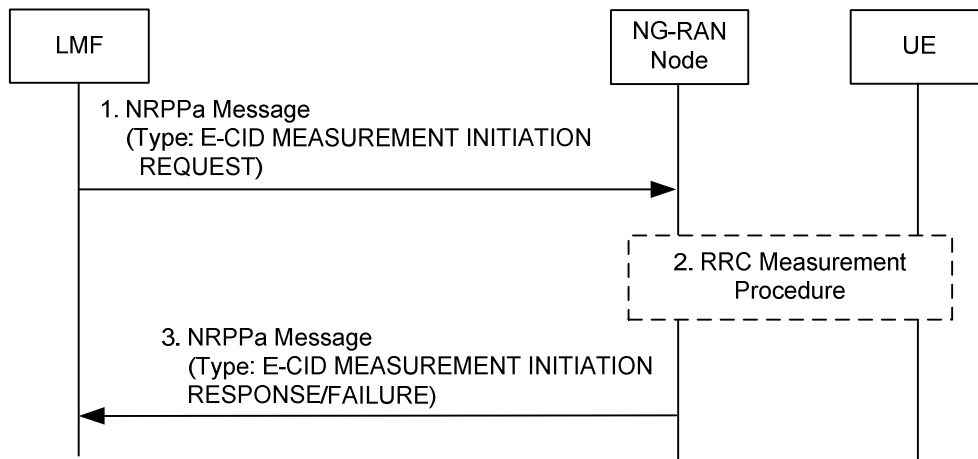 LMF
NG-RAN
Node
UE
1. NRPPa Message
(Type: E-CID MEASUREMENT INITIATION
REQUEST)
2. RRC Measurement
Procedure
3. NRPPa Message
(Type: E-CID MEASUREMENT INITIATION
RESPONSE/FAILURE)